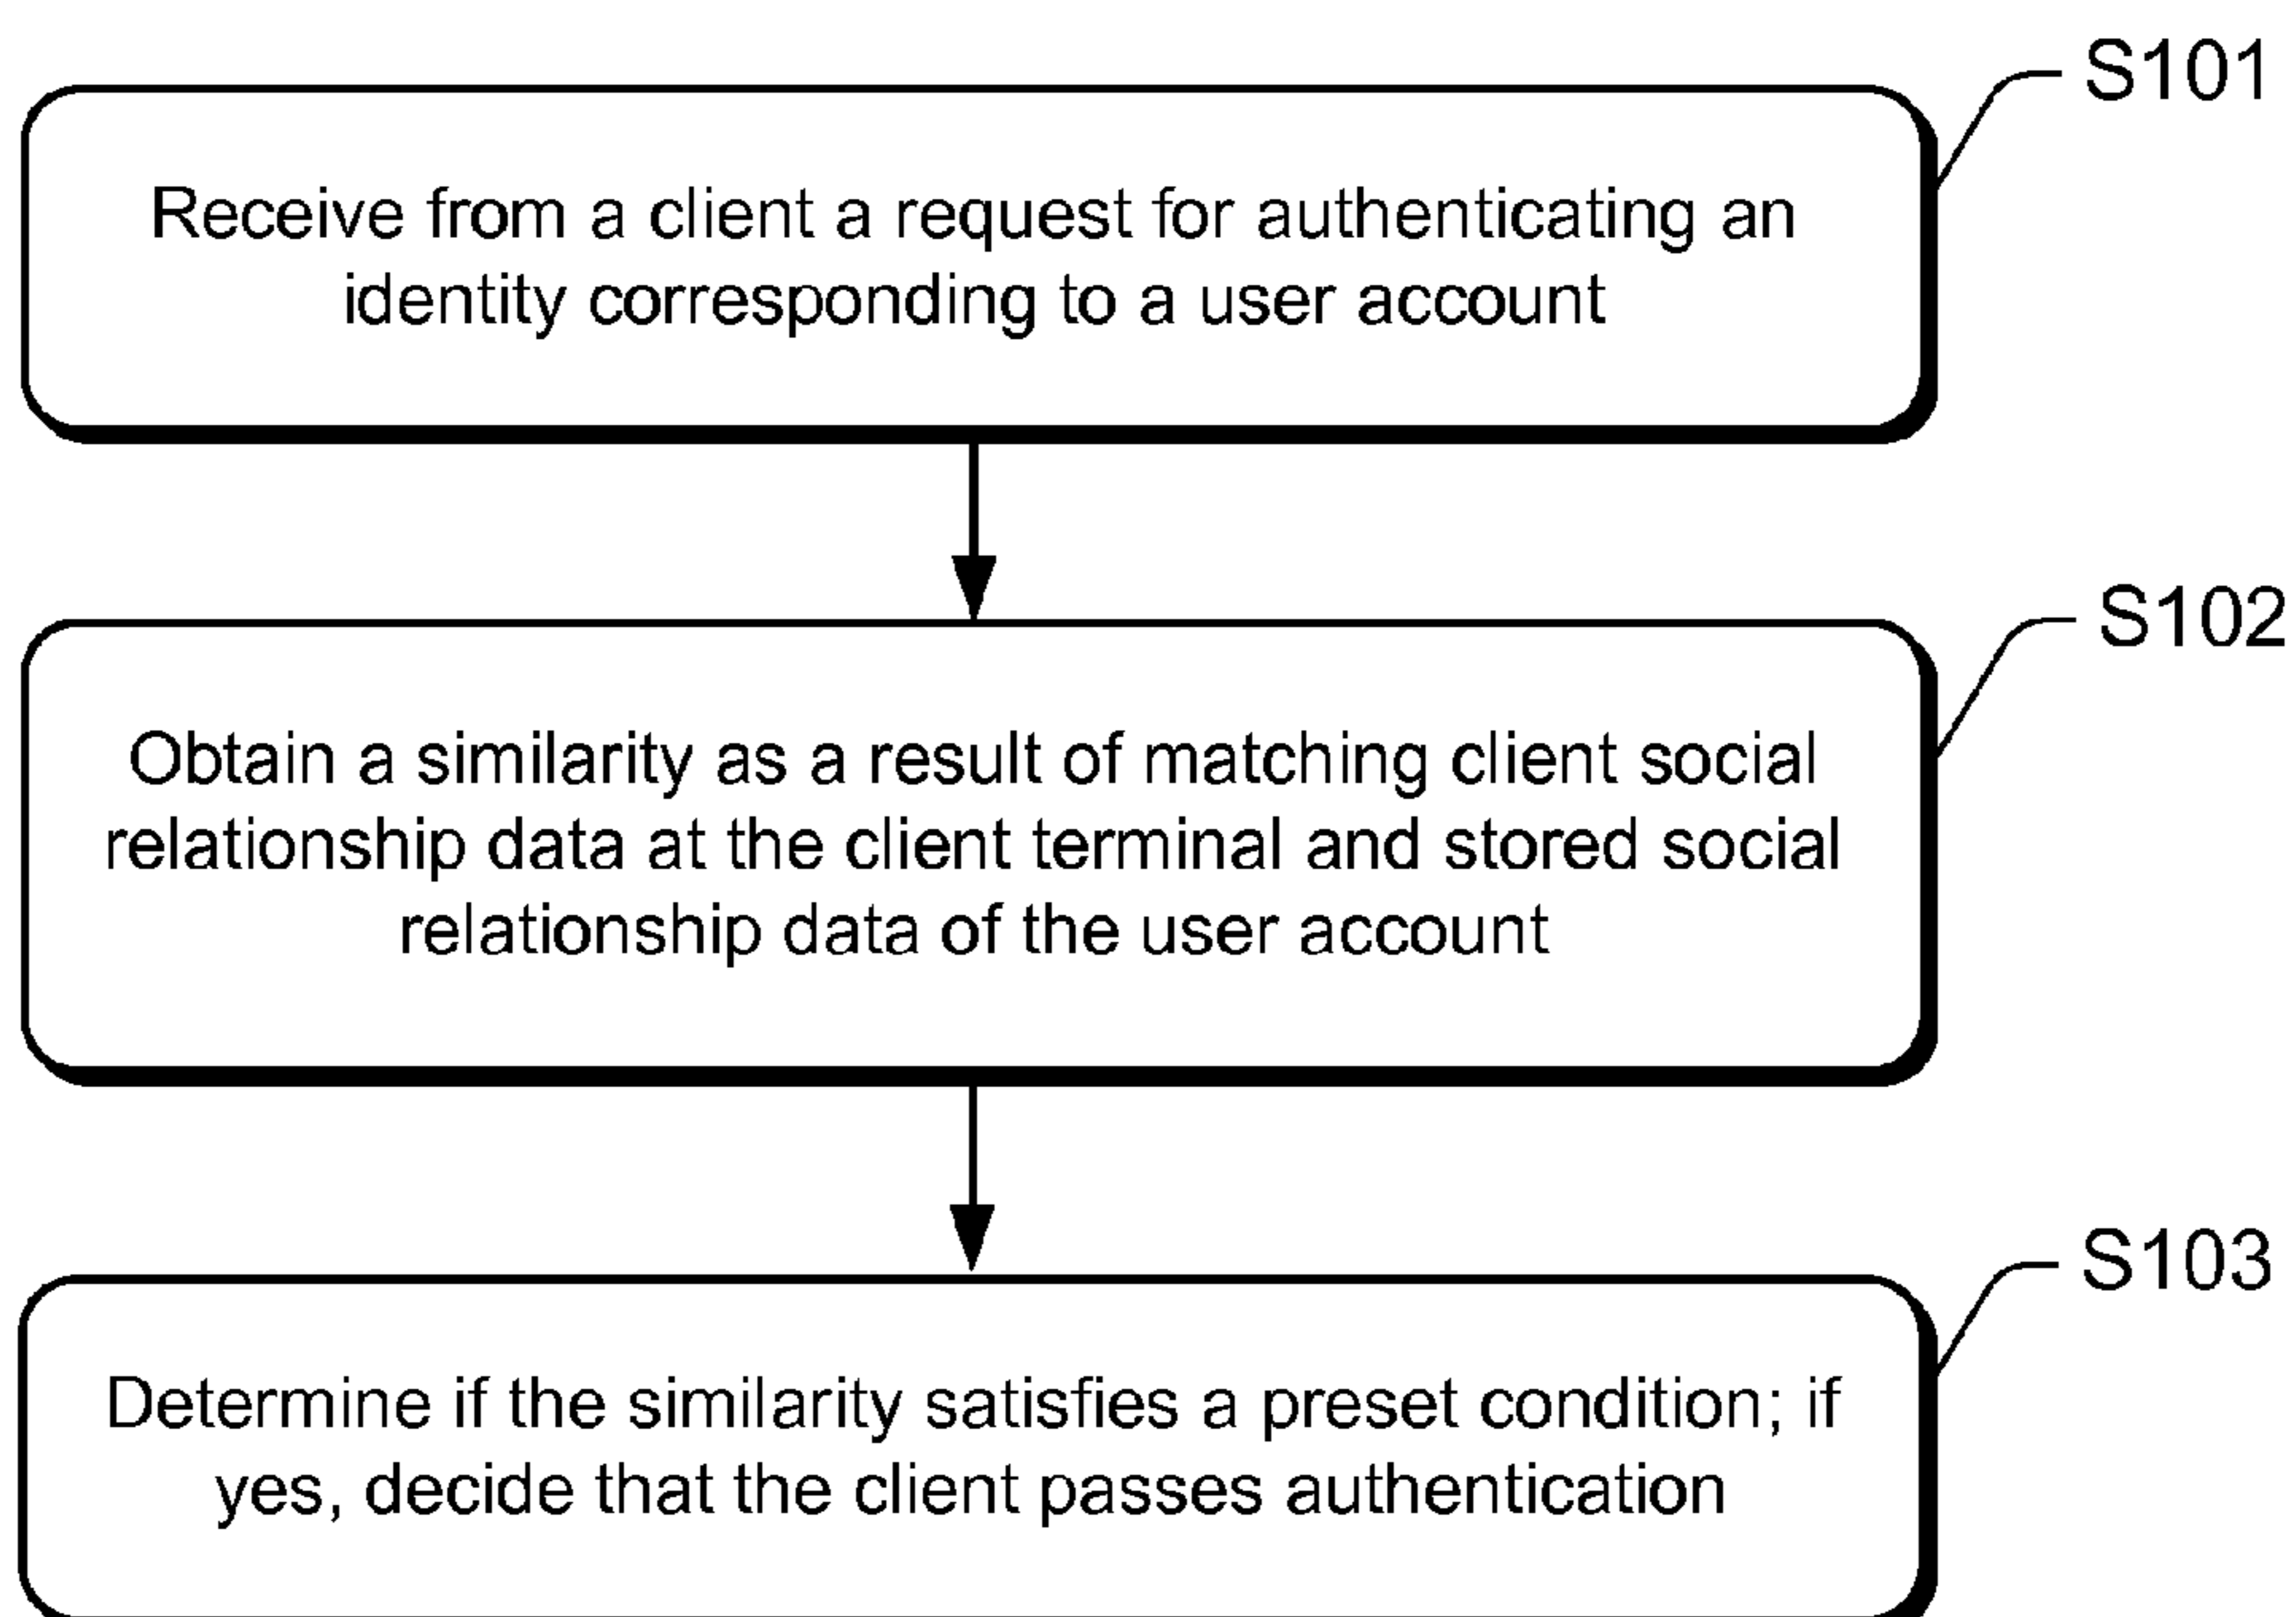 S101
Receive from a client a request for authenticating an
identity corresponding to a user account
S102
Obtain a similarity as a result of matching client social
relationship data at the client terminal and stored social
relationship data of the user account
S103
Determine if the similarity satisfies a preset condition; if
yes, decide that the client passes authentication